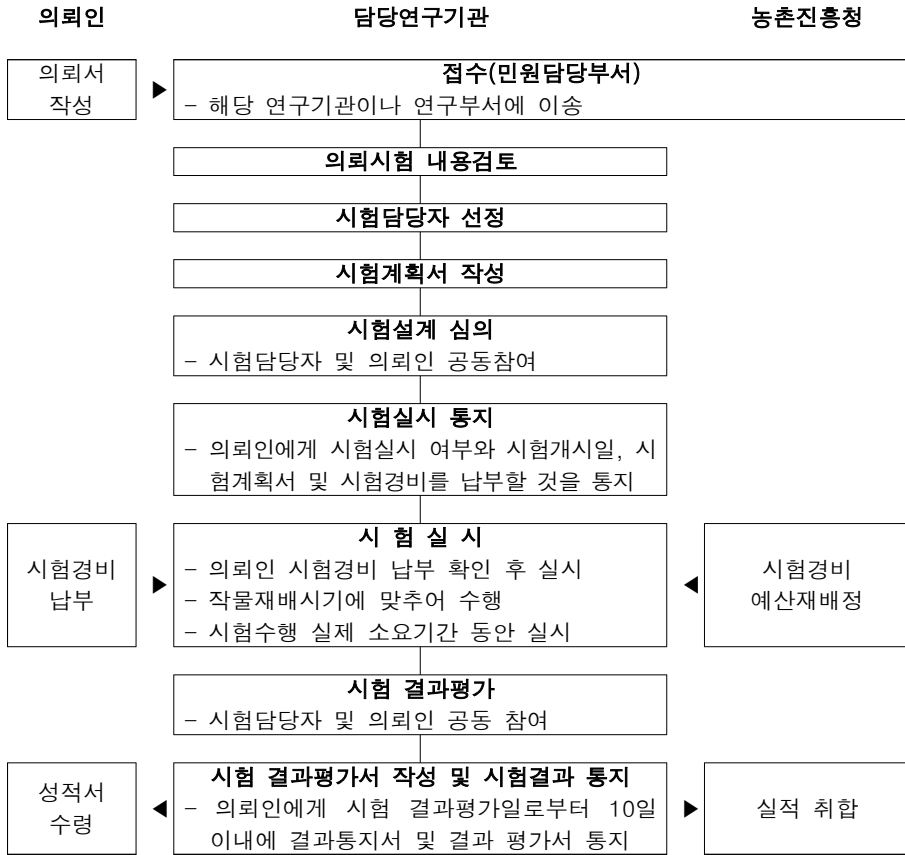 의뢰인 담당연구기관 농촌진흥청
의뢰서
작성
▶
접수(민원담당부서)
- 해당 연구기관이나 연구부서에 이송
의뢰시험 내용검토
시험담당자 선정
시험계획서 작성
시험설계 심의
- 시험담당자 및 의뢰인 공동참여
시험실시 통지
- 의뢰인에게 시험실시 여부와 시험개시일, 시
험계획서 및 시험경비를 납부할 것을 통지
시험경비
납부
▶
시 험 실 시
- 의뢰인 시험경비 납부 확인 후 실시
- 작물재배시기에 맞추어 수행
- 시험수행 실제 소요기간 동안 실시
◀
시험경비
예산재배정
시험 결과평가
- 시험담당자 및 의뢰인 공동 참여
성적서
수령
◀
시험 결과평가서 작성 및 시험결과 통지
- 의뢰인에게 시험 결과평가일로부터 10일
이내에 결과통지서 및 결과 평가서 통지
▶
실적 취합